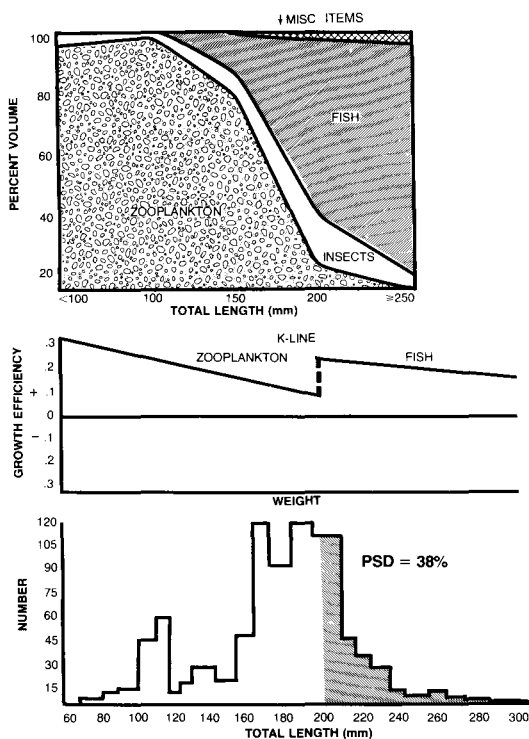 MISC ITEMS
100
80
60
40
20
PERCENT VOLUME
FISH
ZOOPLANKTON
INSECTS
<100 100 150 200 ≥250
TOTAL LENGTH (mm)
K-LINE
ZOOPLANKTON FISH
.3
.2
+ .1
0
− .1
.2
.3
GROWTH EFFICIENCY
WEIGHT
120
105
90
75
60
45
30
15
NUMBER
PSD = 38%
60 80 100 120 140 160 180 200 220 240 260 280 300
TOTAL LENGTH (mm)